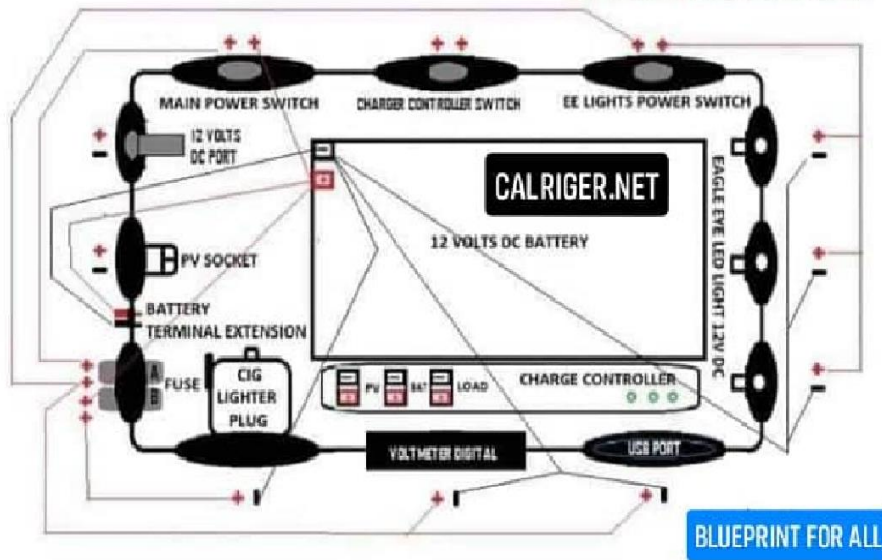 + +
+ +
+ +
MAIN POWER SWITCH
CHARGER CONTROLLER SWITCH
EE LIGHTS POWER SWITCH
12 VOLTS
DC PORT
+
-
+
-
-
+
CALRIGER.NET
12 VOLTS DC BATTERY
EAGLE EYE LED LIGHT 12V DC
+
-
PV SOCKET
+
-
BATTERY
TERMINAL EXTENSION
+
+
+
+
A
B
FUSE
CIG
LIGHTER
PLUG
PV
BAT
LOAD
CHARGE CONTROLLER
+
-
VOLTMETER DIGITAL
USB PORT
+
+
+
BLUEPRINT FOR ALL